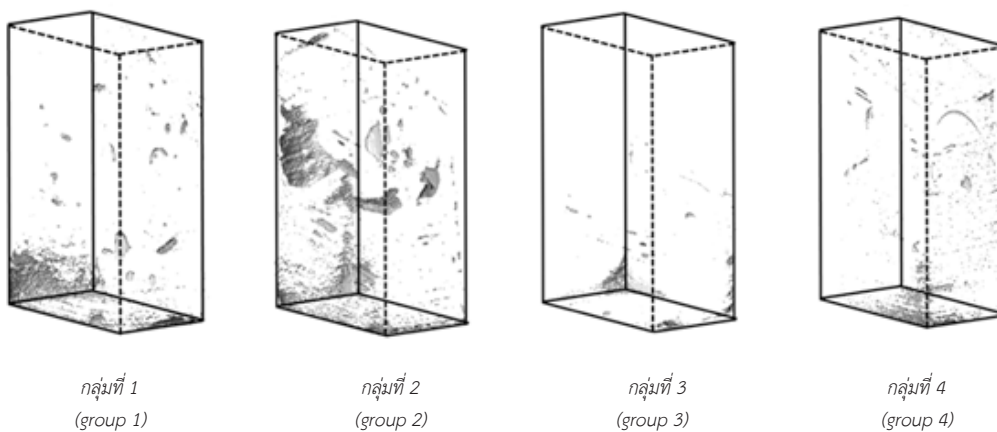 กลุ่มที่ 1
(group 1)
กลุ่มที่ 2
(group 2)
กลุ่มที่ 3
(group 3)
กลุ่มที่ 4
(group 4)